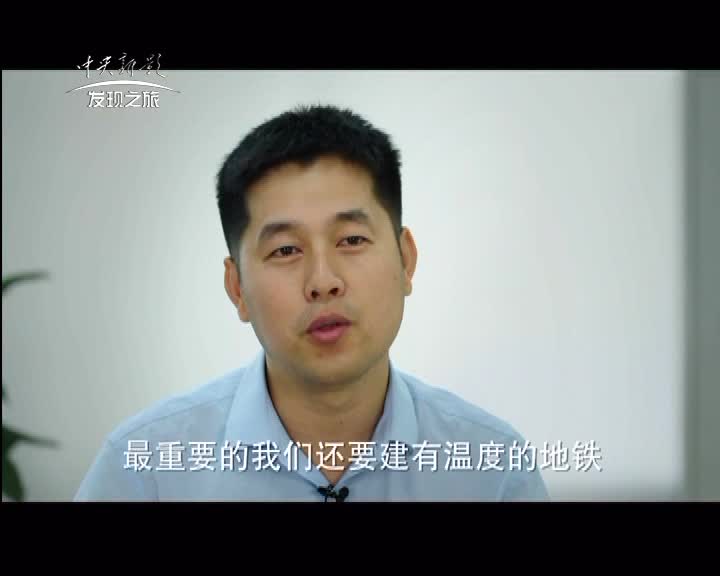 中央新影
发现之旅
最重要的我们还要建有温度的地铁